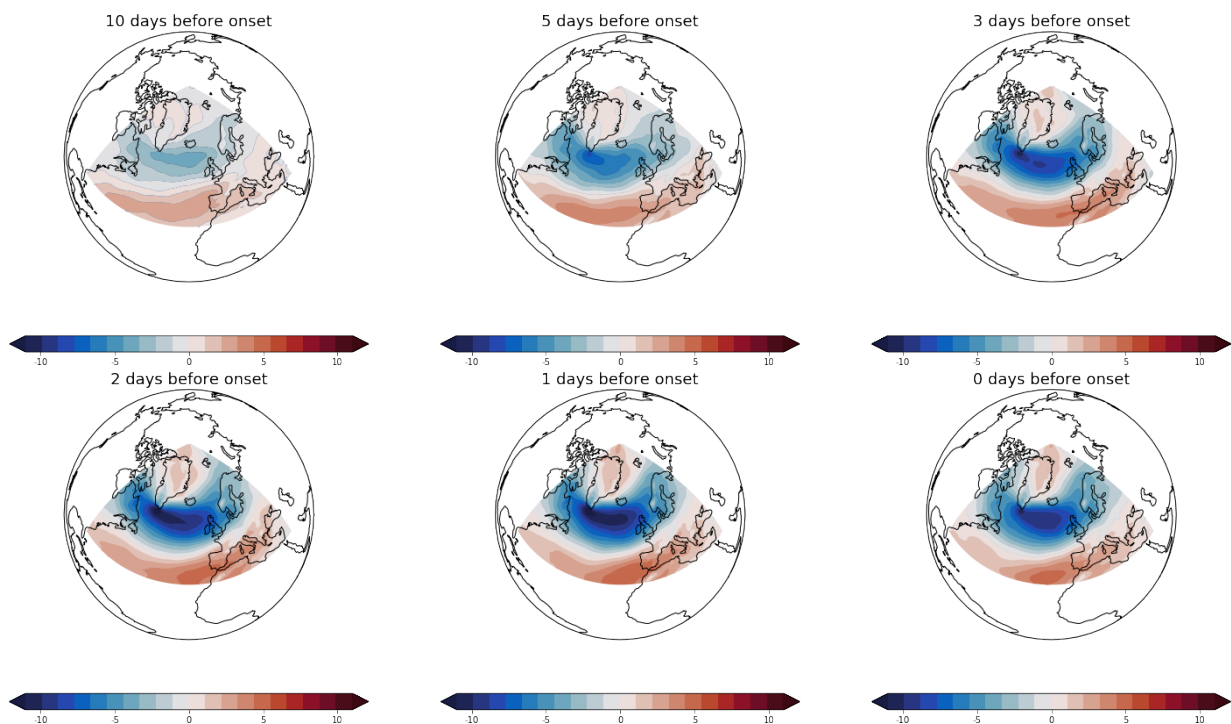 10 days before onset
5 days before onset
3 days before onset
-10 -5 0 5 10
-10 -5 0 5 10
-10 -5 0 5 10
2 days before onset
1 days before onset
0 days before onset
-10 -5 0 5 10
-10 -5 0 5 10
-10 -5 0 5 10